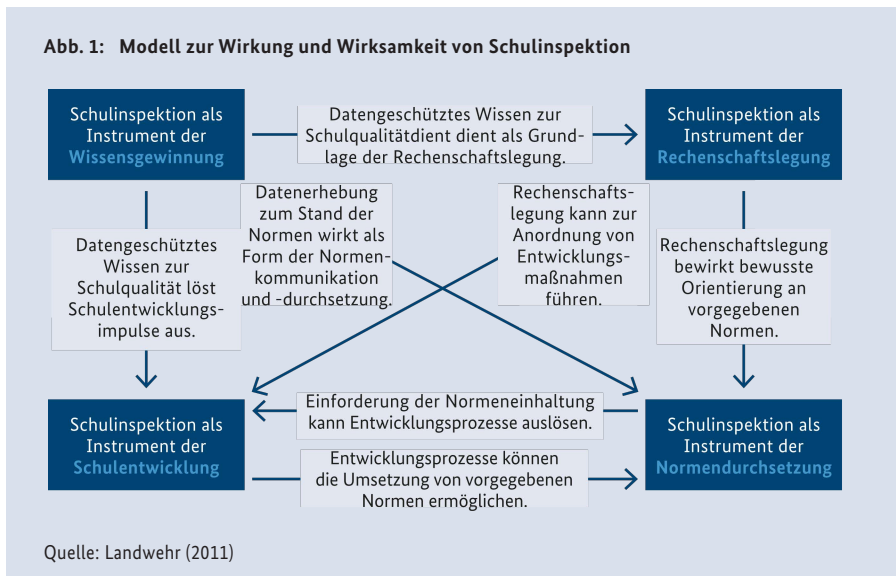 Abb. 1: Modell zur Wirkung und Wirksamkeit von Schulinspektion
Schulinspektion als
Instrument der
Wissensgewinnung
Datengeschütztes Wissen zur
Schulqualitätdient dient als Grund-
lage der Rechenschaftslegung.
Schulinspektion als
Instrument der
Rechenschaftslegung
Datengeschütztes
Wissen zur
Schulqualität löst
Schulentwicklungs-
impulse aus.
Datenerhebung
zum Stand der
Normen wirkt als
Form der Normen-
kommunikation
und -durchsetzung.
Rechenschafts-
legung kann zur
Anordnung von
Entwicklungs-
maßnahmen
führen.
Rechenschaftslegung
bewirkt bewusste
Orientierung an
vorgegebenen
Normen.
Schulinspektion als
Instrument der
Schulentwicklung
Einforderung der Normeneinhaltung
kann Entwicklungsprozesse auslösen.
Entwicklungsprozesse können
die Umsetzung von vorgegebenen
Normen ermöglichen.
Schulinspektion als
Instrument der
Normendurchsetzung
Quelle: Landwehr (2011)